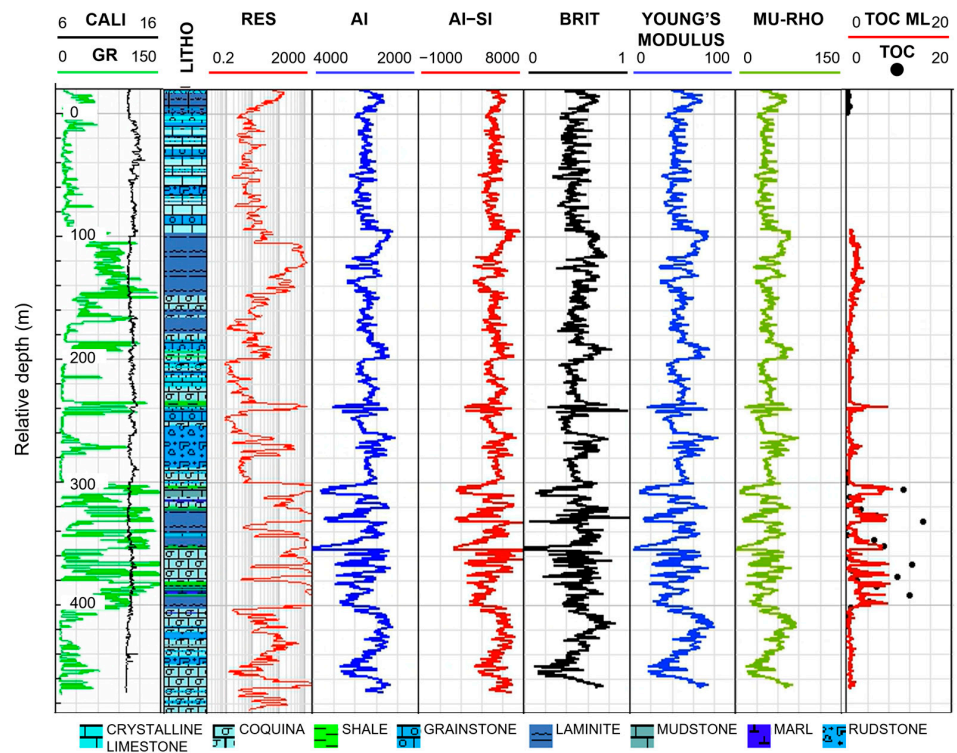 6 CALI 16
0 GR 150
LITHO
RES
0.2 2000
AI
4000 2000
AI–SI
−1000 8000
BRIT
0 1
YOUNG'S
MODULUS
0 100
MU-RHO
0 150
0 TOC ML 20
TOC
0 20
Relative depth (m)
0
100
200
300
400
CRYSTALLINE
LIMESTONE
COQUINA
SHALE
GRAINSTONE
LAMINITE
MUDSTONE
MARL
RUDSTONE